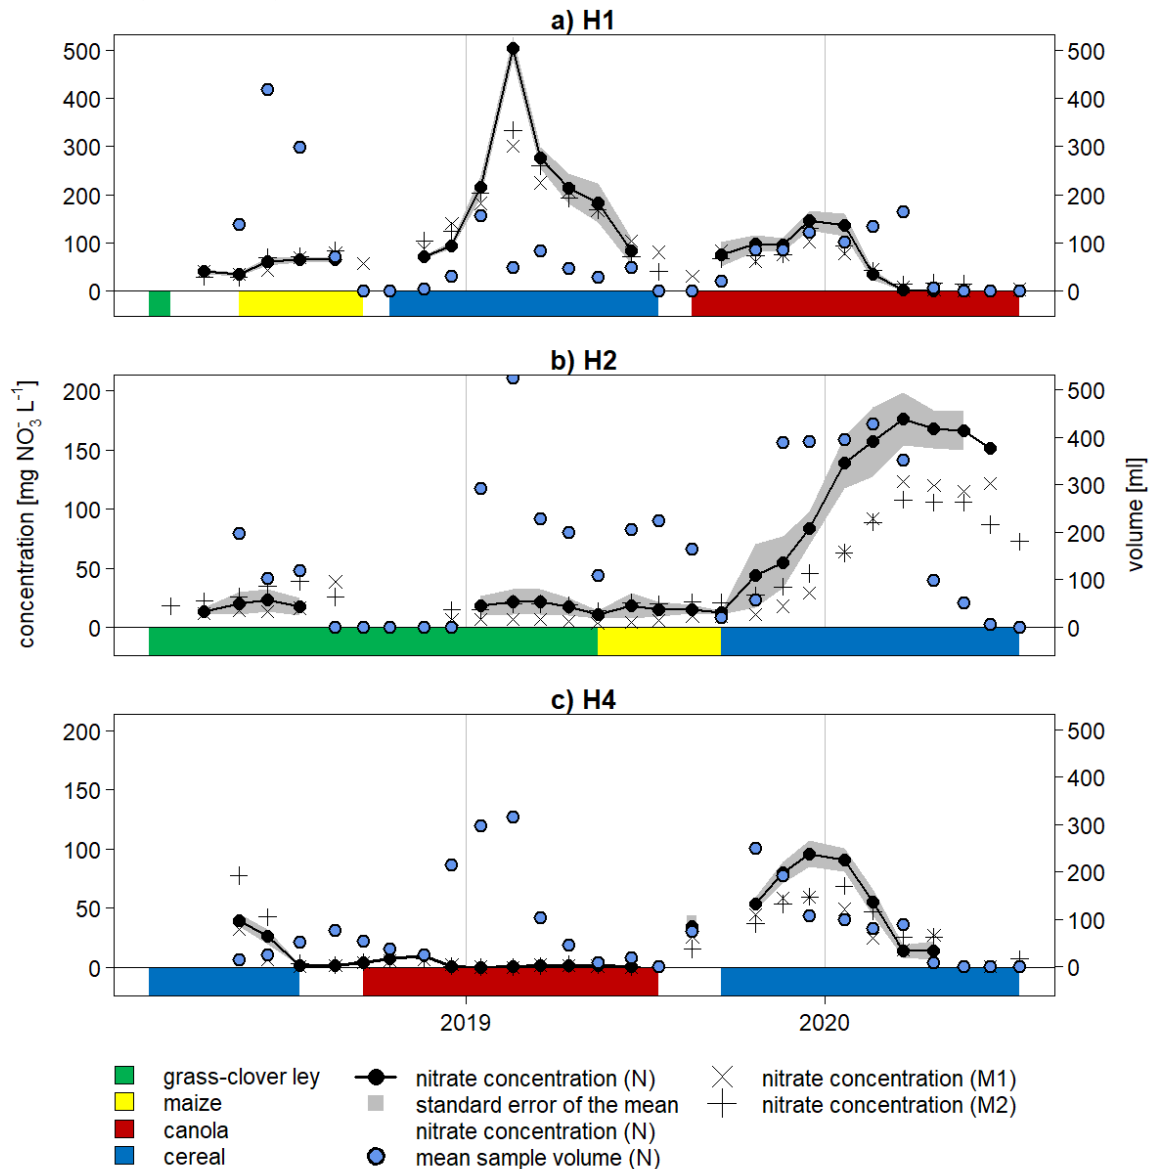 a) H1
500
400
300
200
100
0
500
400
300
200
100
0
b) H2
200
150
100
50
0
500
400
300
200
100
0
c) H4
200
150
100
50
0
500
400
300
200
100
0
concentration [mg NO₃⁻ L⁻¹]
volume [ml]
2019
2020
grass-clover ley
maize
canola
cereal
nitrate concentration (N)
standard error of the mean
nitrate concentration (N)
mean sample volume (N)
nitrate concentration (M1)
nitrate concentration (M2)